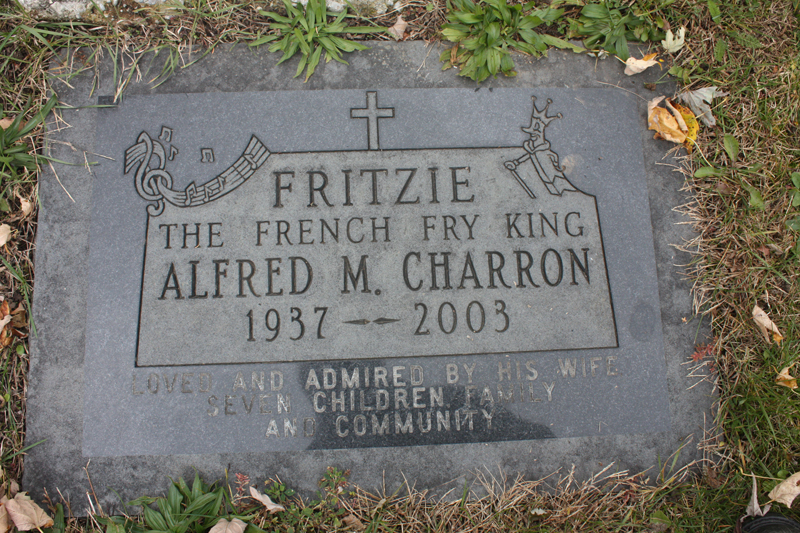 FRITZIE
THE FRENCH FRY KING
ALFRED M. CHARRON
1937 - 2003
LOVED AND ADMIRED BY HIS WIFE
SEVEN CHILDREN FAMILY
AND COMMUNITY